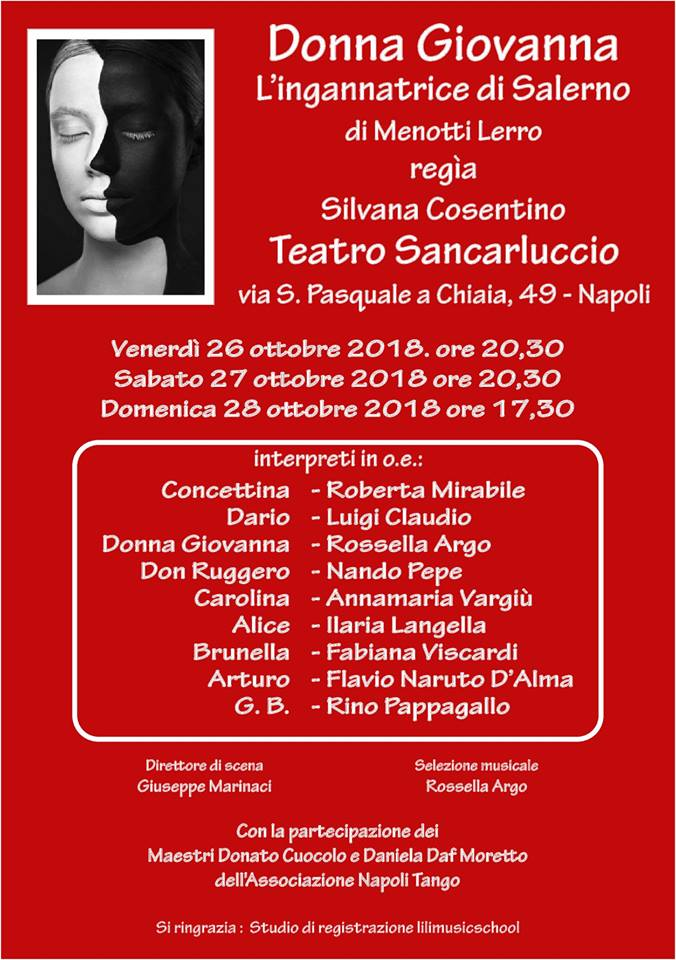 Donna Giovanna
L'ingannatrice di Salerno
di Menotti Lerro
regìa
Silvana Cosentino
Teatro Sancarluccio
via S. Pasquale a Chiaia, 49 - Napoli
Venerdì 26 ottobre 2018. ore 20,30
Sabato 27 ottobre 2018 ore 20,30
Domenica 28 ottobre 2018 ore 17,30
interpreti in o.e.:
Concettina - Roberta Mirabile
Dario - Luigi Claudio
Donna Giovanna - Rossella Argo
Don Ruggero - Nando Pepe
Carolina - Annamaria Vargiù
Alice - Ilaria Langella
Brunella - Fabiana Viscardi
Arturo - Flavio Naruto D'Alma
G. B. - Rino Pappagallo
Direttore di scena
Giuseppe Marinaci
Selezione musicale
Rossella Argo
Con la partecipazione dei
Maestri Donato Cuocolo e Daniela Daf Moretto
dell'Associazione Napoli Tango
Si ringrazia : Studio di registrazione lilimusicschool